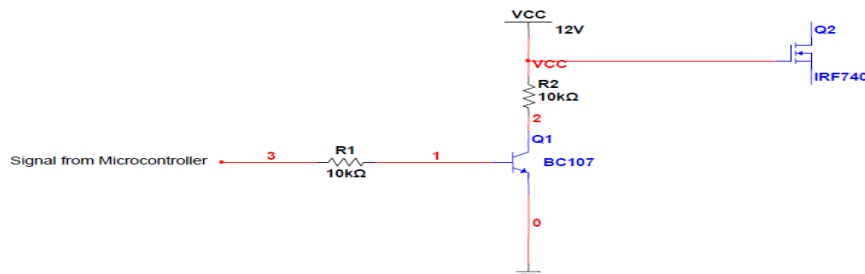 VCC
12V
Q2
VCC
IRF740
R2
10kΩ
2
Q1
Signal from Microcontroller
3
R1
1
BC107
10kΩ
0